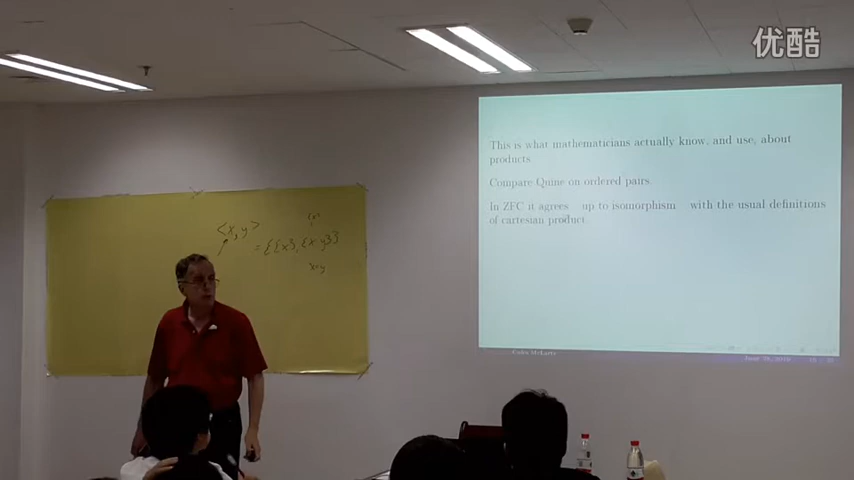 优酷
This is what mathematicians actually know, and use, about
products.
Compare Quine on ordered pairs.
In ZFC it agrees up to isomorphism with the usual definitions
of cartesian product.
<x, y>
= {{x}, {x y}}
x+y
Colin McLarty